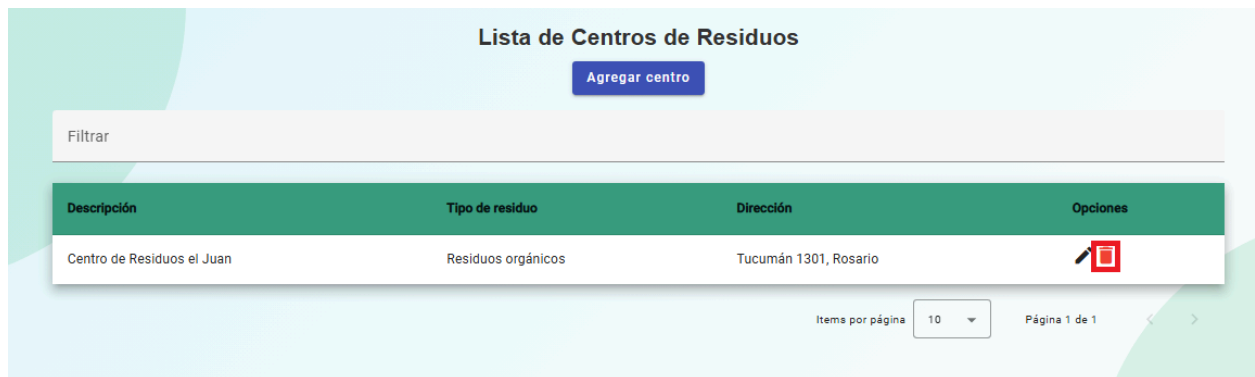 Lista de Centros de Residuos
Agregar centro
Filtrar
Descripción Tipo de residuo Dirección Opciones
Centro de Residuos el Juan Residuos orgánicos Tucumán 1301, Rosario
Items por página 10 Página 1 de 1